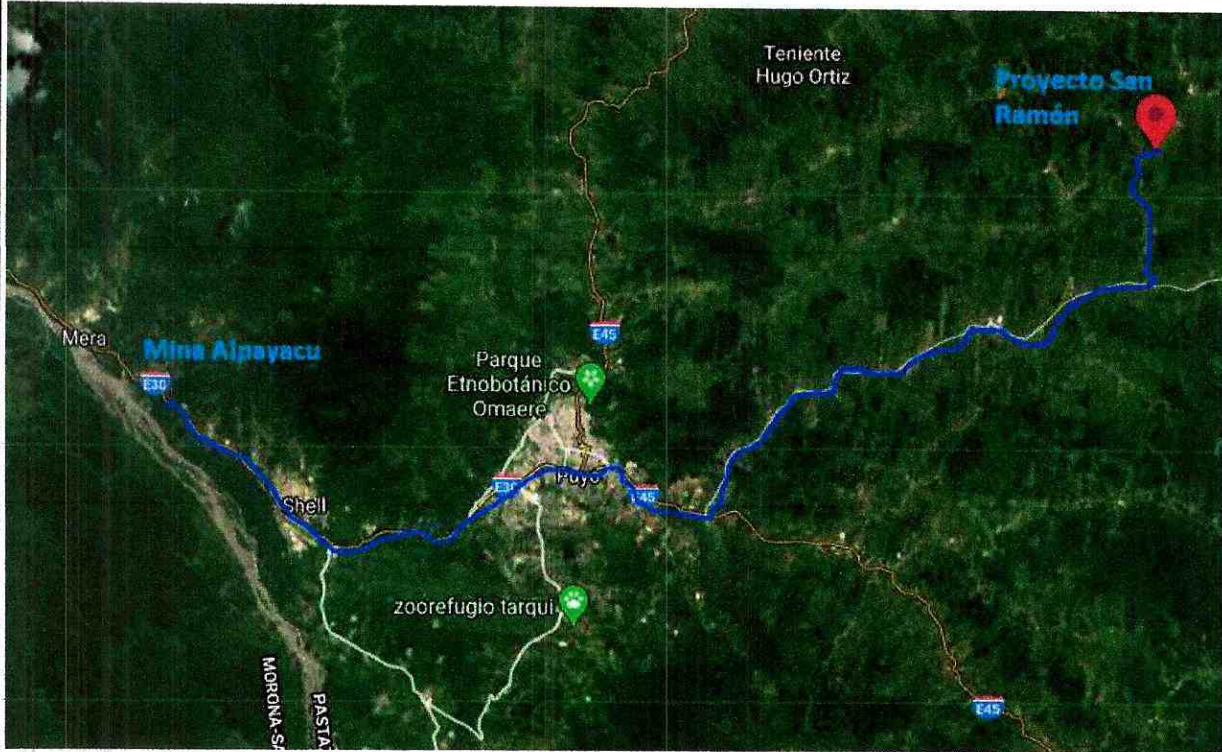 Teniente
Hugo Ortiz
Proyecto San
Ramón
E45
Mera
Mina Alpayacu
E30
Parque
Etnobotánico
Omaere
Puyo
E30
E45
Shell
zoorefugio tarqui
MORONA-SA
PASTA
E45